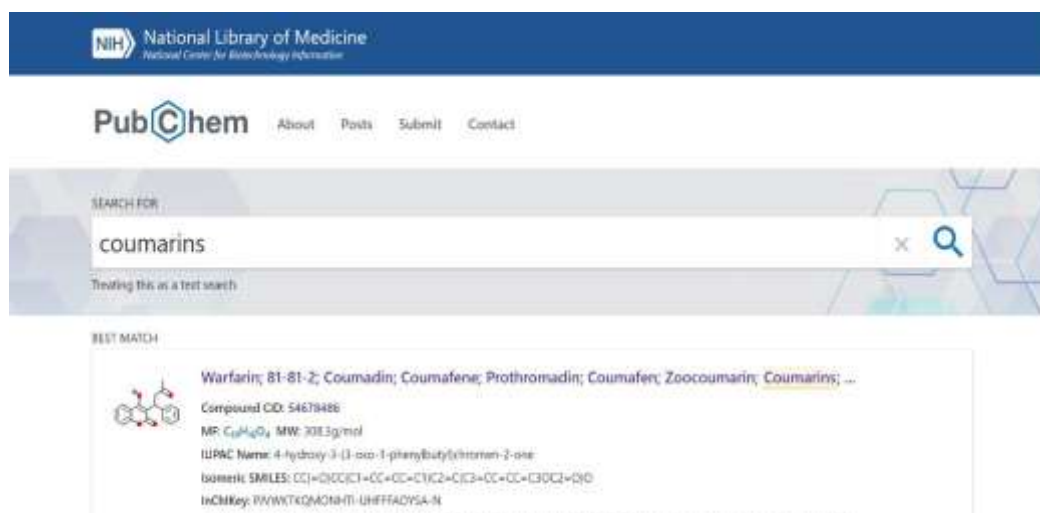 NIH National Library of Medicine
National Center for Biotechnology Information
PubChem About Posts Submit Contact
SEARCH FOR
coumarins ×
Treating this as a text search
BEST MATCH
Warfarin; 81-81-2; Coumadin; Coumafene; Prothromadin; Coumafen; Zoocoumarin; Coumarins; ...
Compound CID: 54678486
MF: C₁₉H₁₆O₄ MW: 308.3g/mol
IUPAC Name: 4-hydroxy-3-(3-oxo-1-phenylbutyl)chromen-2-one
Isomeric SMILES: CC(=O)CC(C1=CC=CC=C1)C2=C(C3=CC=CC=C3OC2=O)O
InChIKey: PJVWKTKQMONHTI-UHFFFAOYSA-N